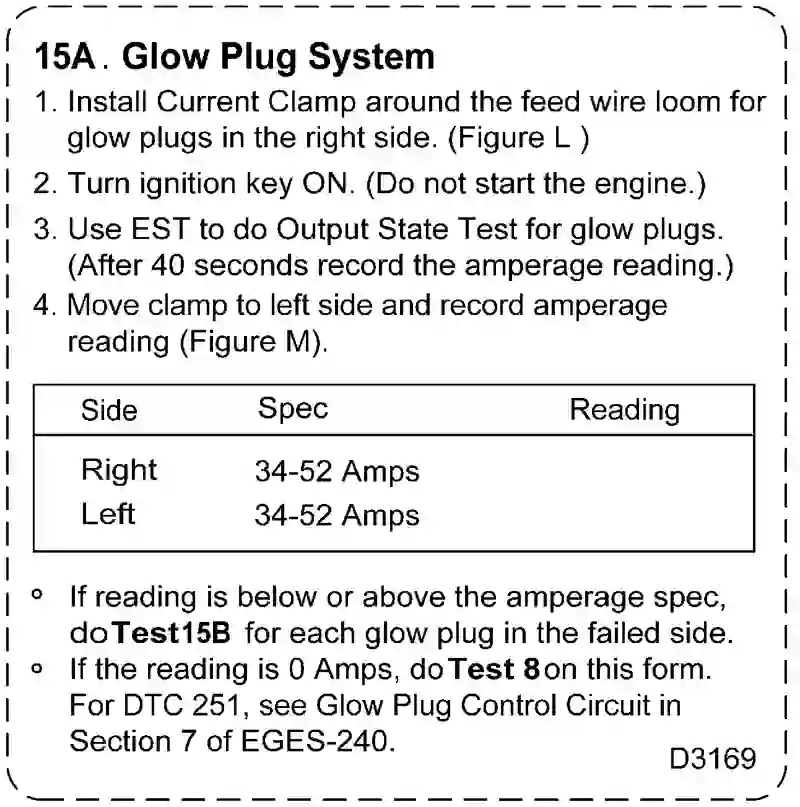 15A. Glow Plug System
1. Install Current Clamp around the feed wire loom for
glow plugs in the right side. (Figure L )
2. Turn ignition key ON. (Do not start the engine.)
3. Use EST to do Output State Test for glow plugs.
(After 40 seconds record the amperage reading.)
4. Move clamp to left side and record amperage
reading (Figure M).
Side Spec Reading
Right 34-52 Amps
Left 34-52 Amps
° If reading is below or above the amperage spec,
do Test15B for each glow plug in the failed side.
° If the reading is 0 Amps, do Test 8 on this form.
For DTC 251, see Glow Plug Control Circuit in
Section 7 of EGES-240.
D3169